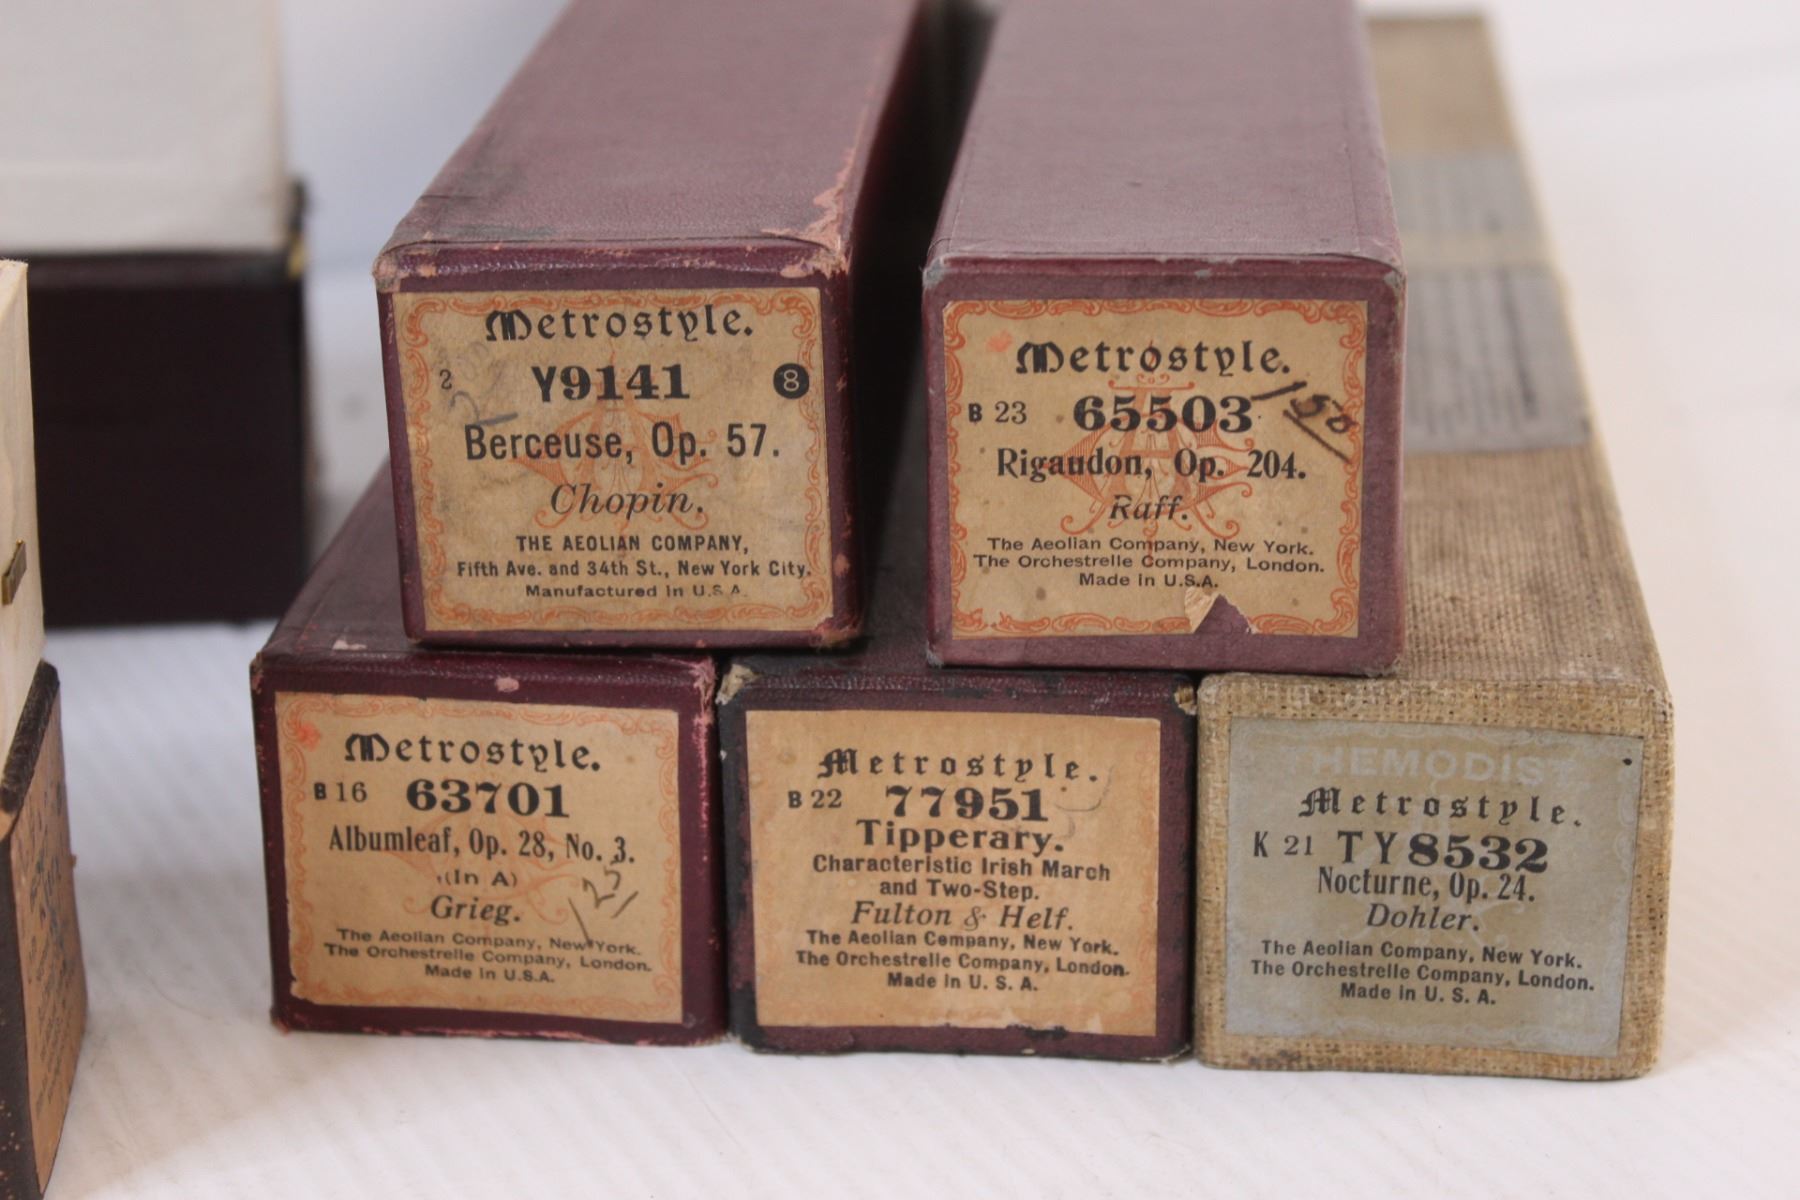 Metrostyle.
2 Y9141 8
Berceuse, Op. 57.
Chopin.
THE AEOLIAN COMPANY,
Fifth Ave. and 34th St., New York City.
Manufactured in U.S.A.
Metrostyle.
B 23 65503 1 50
Rigaudon, Op. 204.
Raff.
The Aeolian Company, New York.
The Orchestrelle Company, London.
Made in U.S.A.
Metrostyle.
B 16 63701
Albumleaf, Op. 28, No. 3.
(In A)
Grieg.
The Aeolian Company, New York.
The Orchestrelle Company, London.
Made in U.S.A.
Metrostyle.
B 22 77951
Tipperary.
Characteristic Irish March
and Two-Step.
Fulton & Helf.
The Aeolian Company, New York.
The Orchestrelle Company, London.
Made in U. S. A.
THEMODIST
Metrostyle.
K 21 TY8532
Nocturne, Op. 24.
Dohler.
The Aeolian Company, New York.
The Orchestrelle Company, London.
Made in U. S. A.